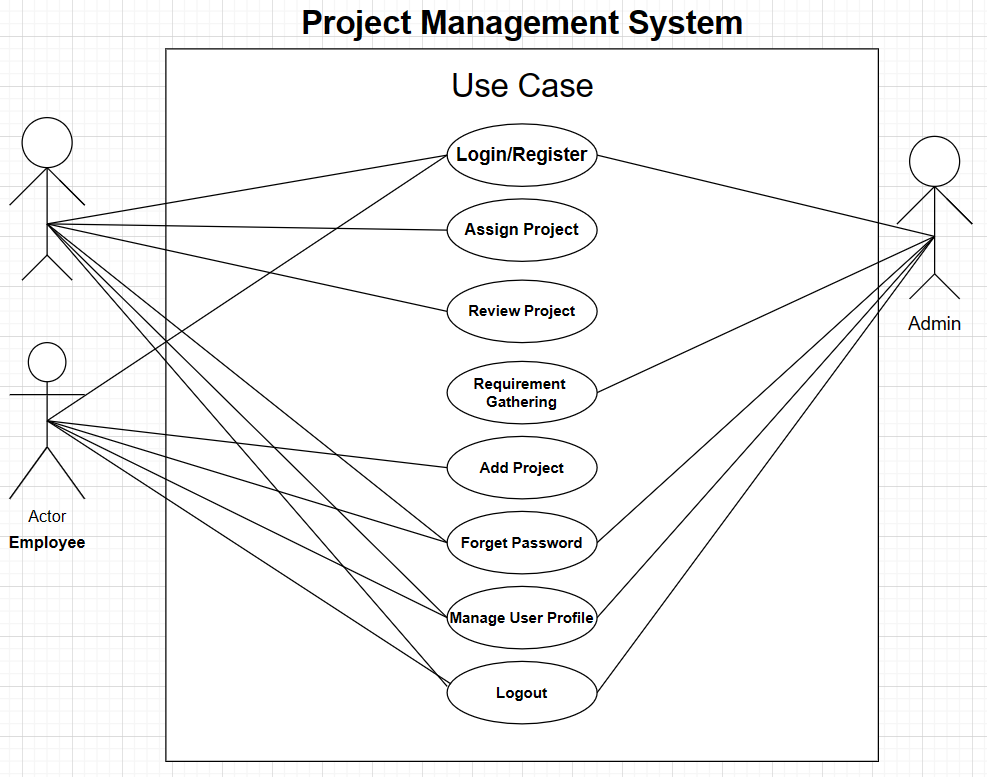 Project Management System
Use Case
Login/Register
Assign Project
Review Project
Admin
Requirement
Gathering
Add Project
Actor
Employee
Forget Password
Manage User Profile
Logout